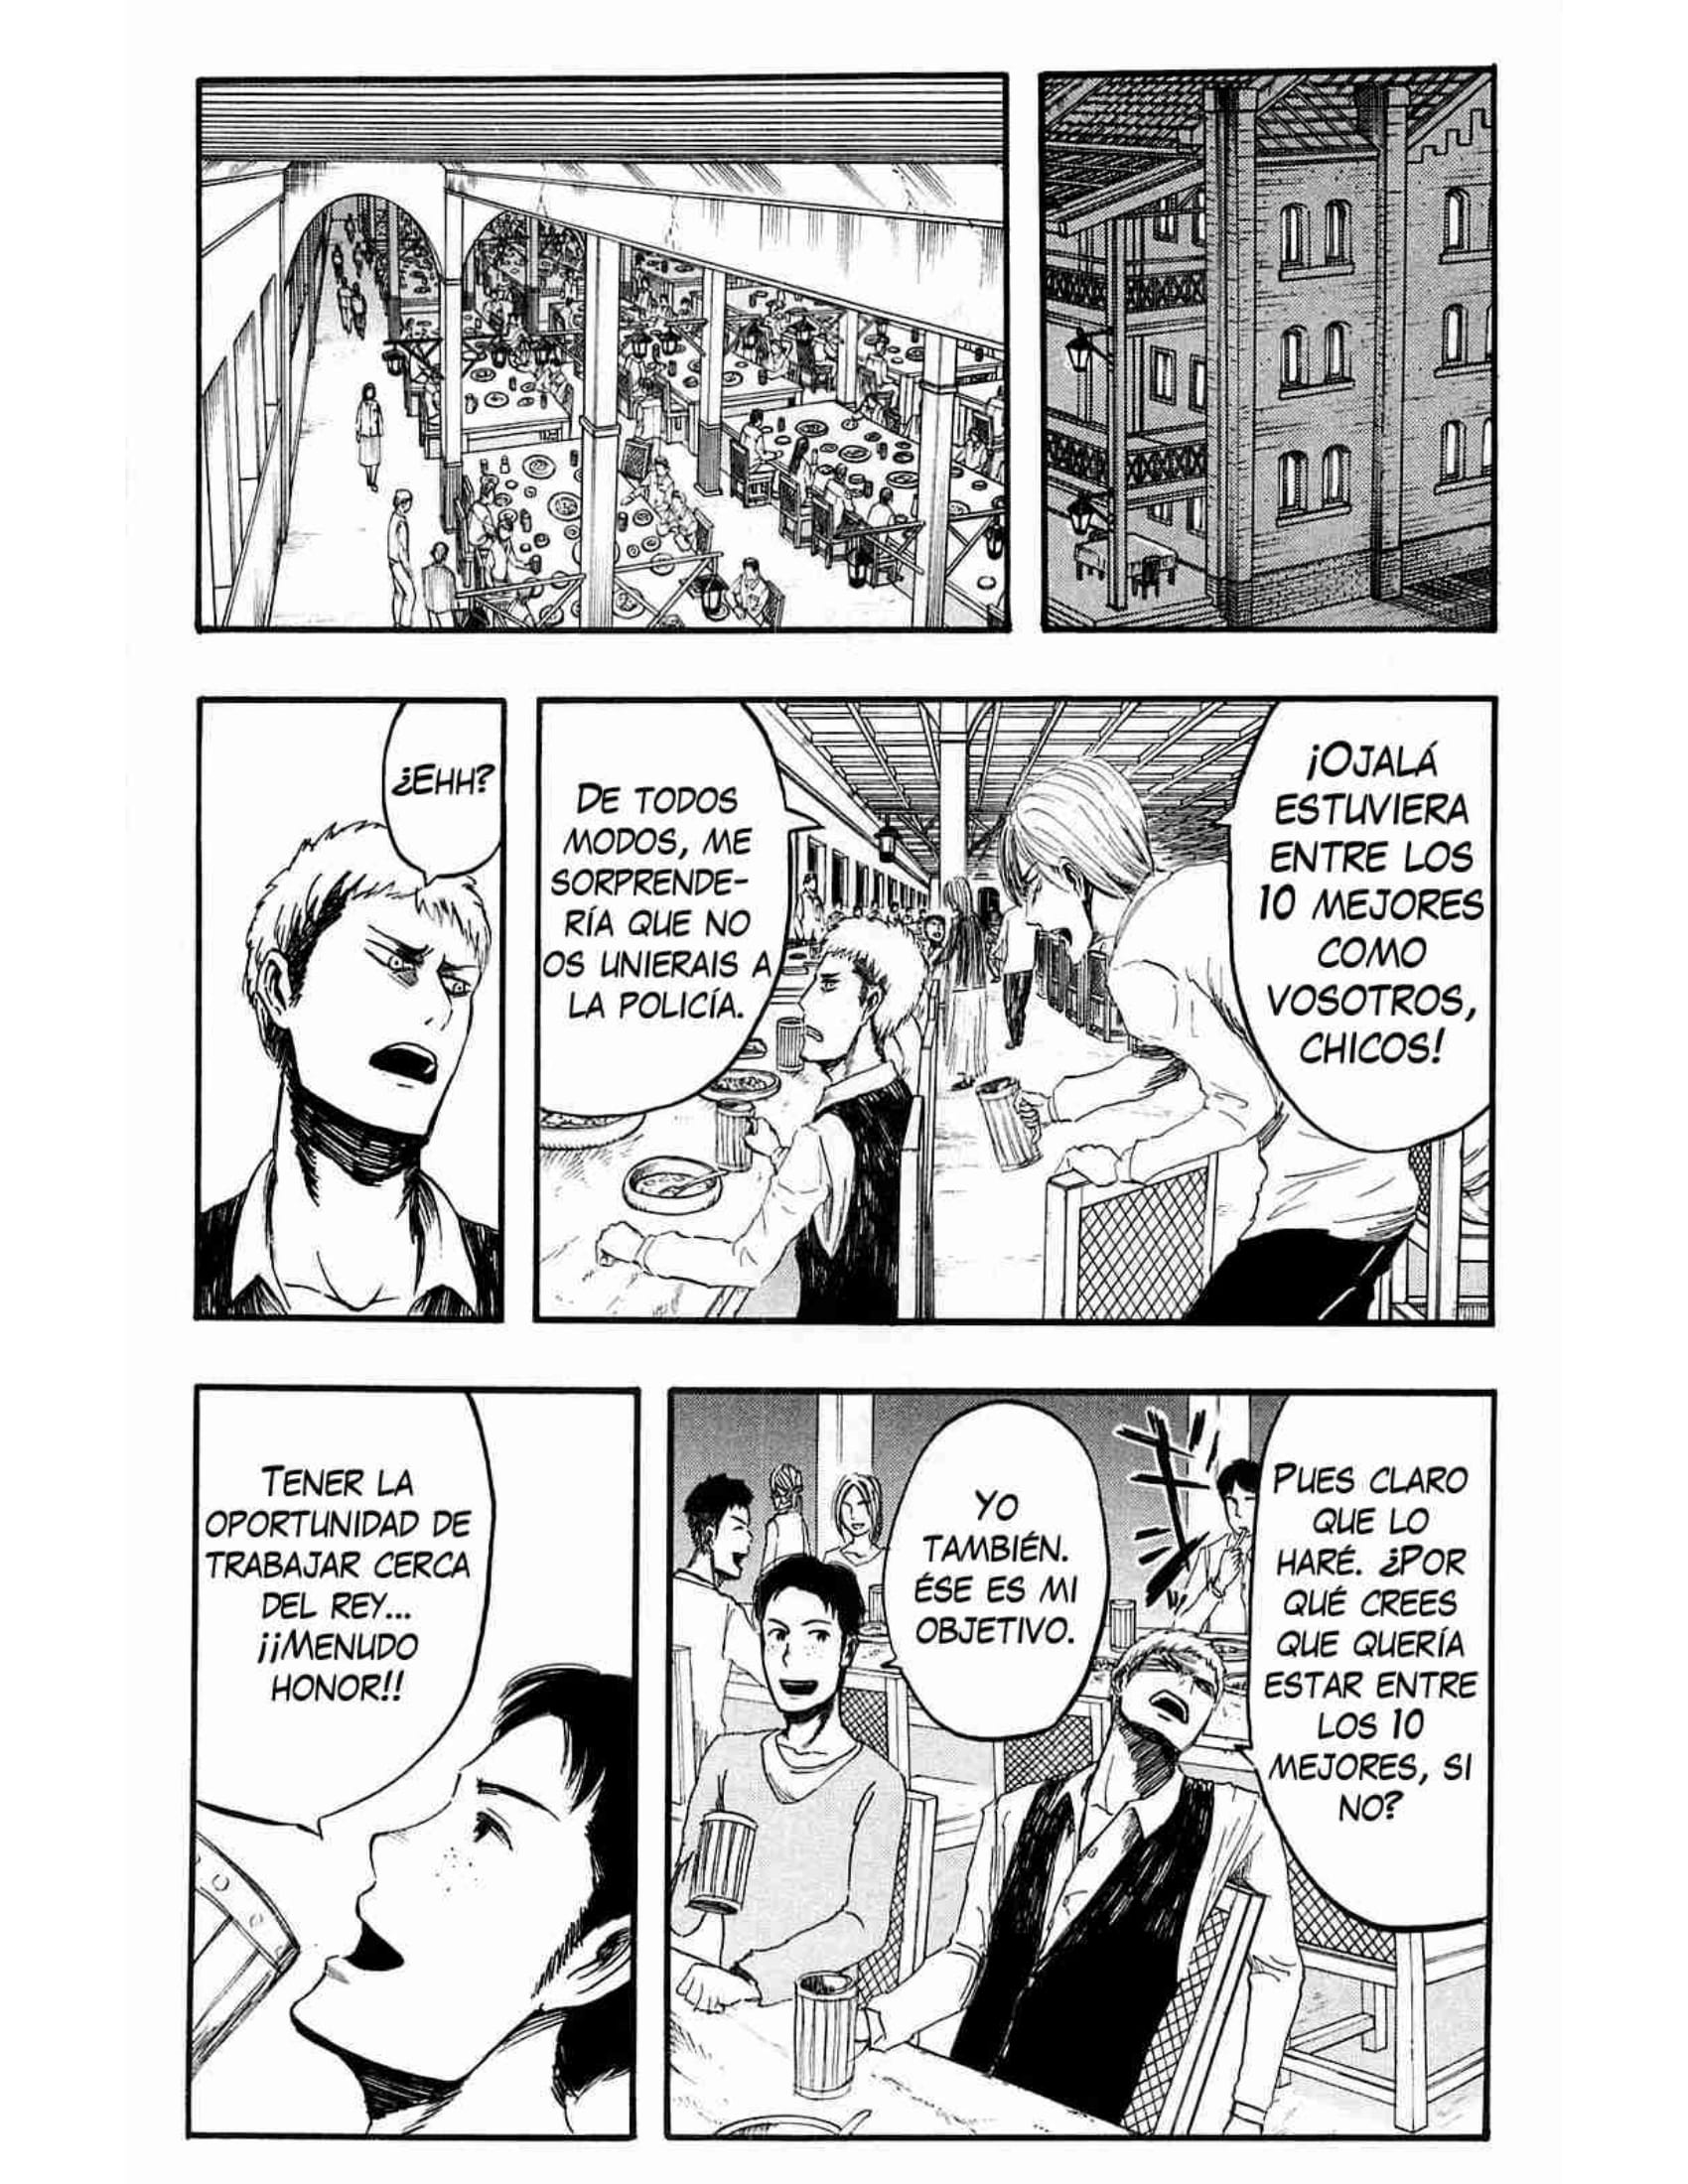 ¡OJALÁ
ESTUVIERA
ENTRE LOS
10 MEJORES
COMO
VOSOTROS,
CHICOS!
DE TODOS
MODOS, ME
SORPRENDE-
RÍA QUE NO
OS UNIERAIS A
LA POLICÍA.
¿EHH?
PUES CLARO
QUE LO
HARÉ. ¿POR
QUÉ CREES
QUE QUERÍA
ESTAR ENTRE
LOS 10
MEJORES, SI
NO?
YO
TAMBIÉN.
ÉSE ES MI
OBJETIVO.
TENER LA
OPORTUNIDAD DE
TRABAJAR CERCA
DEL REY...
¡¡MENUDO
HONOR!!